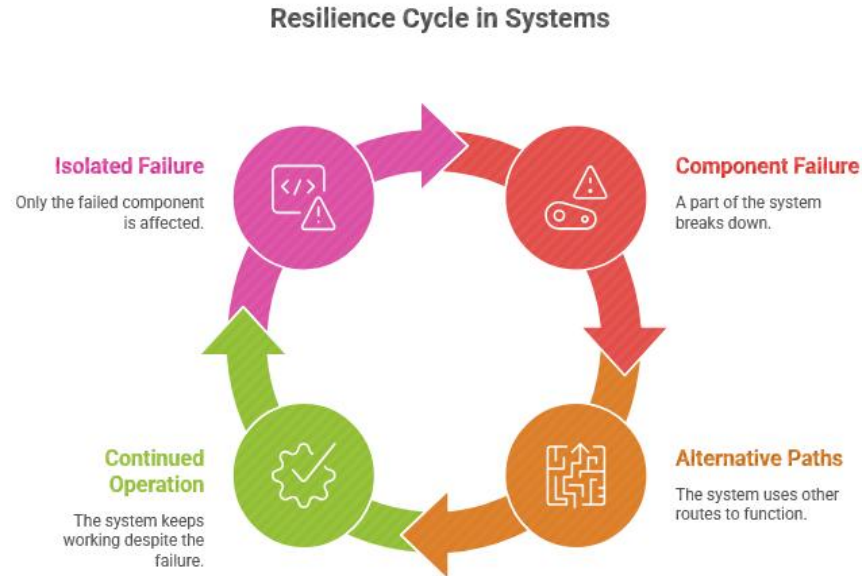 Resilience Cycle in Systems
Isolated Failure
Only the failed component
is affected.
Component Failure
A part of the system
breaks down.
Continued
Operation
The system keeps
working despite the
failure.
Alternative Paths
The system uses other
routes to function.